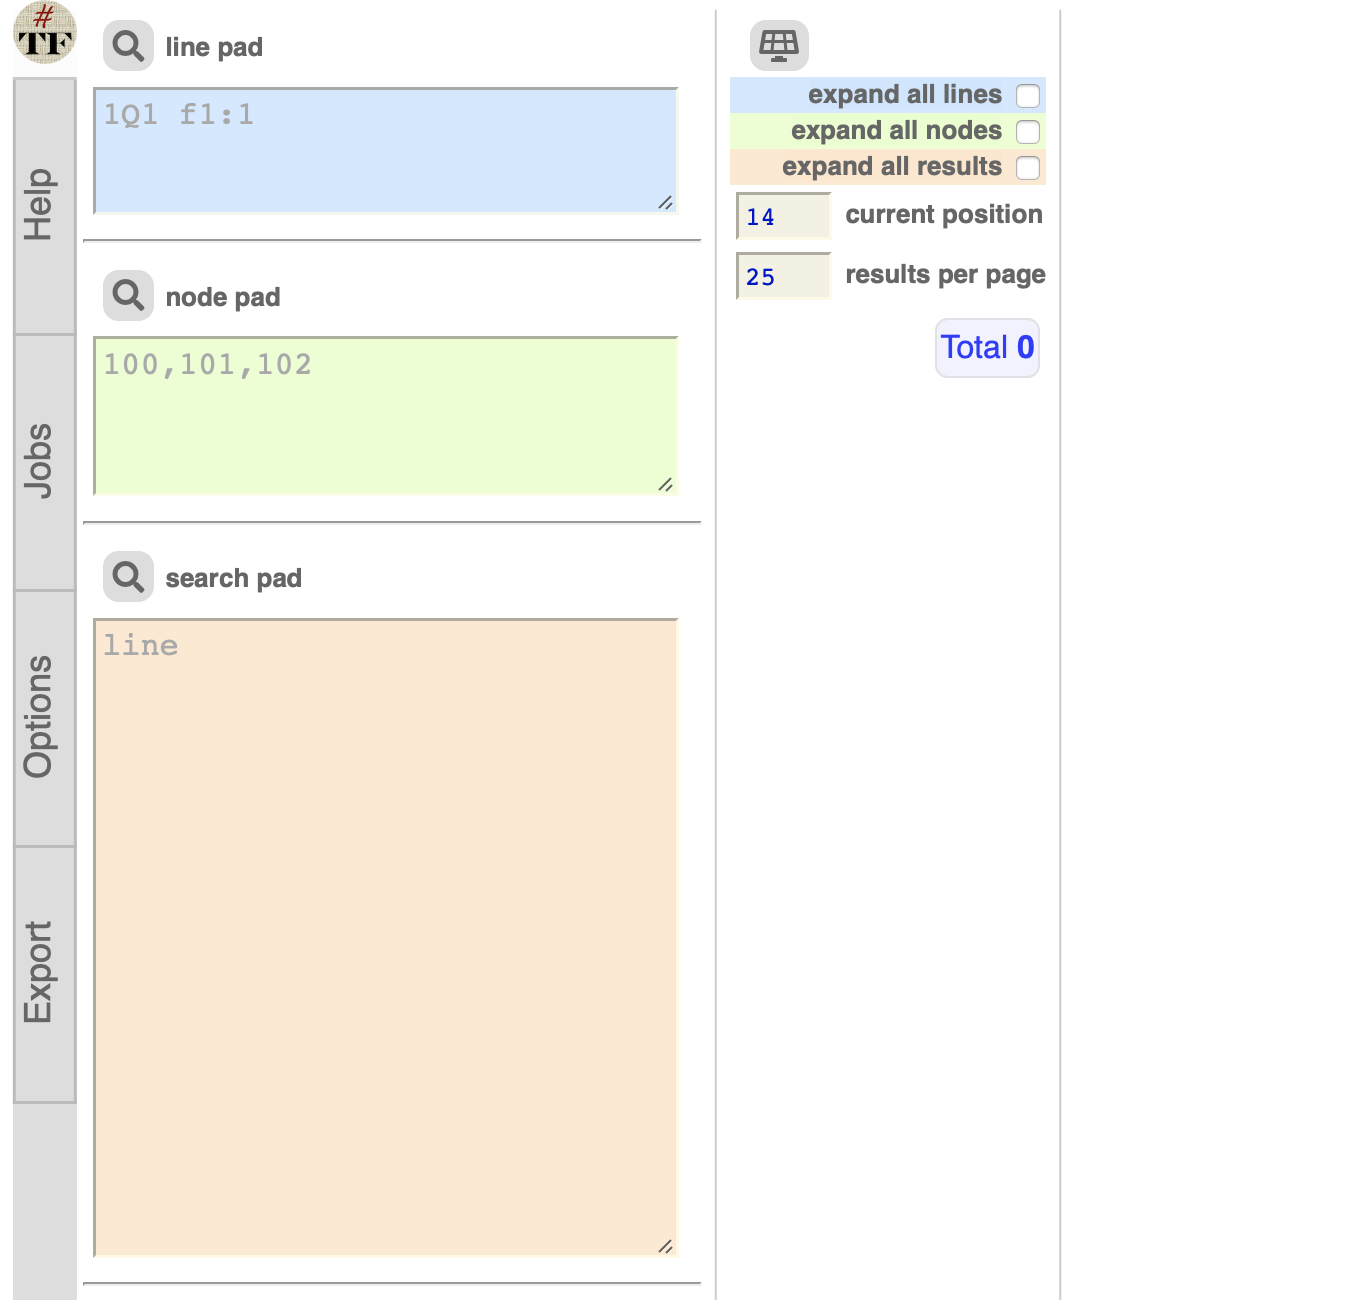 #
TF
Help
Jobs
Options
Export
line pad
1Q1 f1:1
node pad
100,101,102
search pad
line
expand all lines
expand all nodes
expand all results
14 current position
25 results per page
Total 0